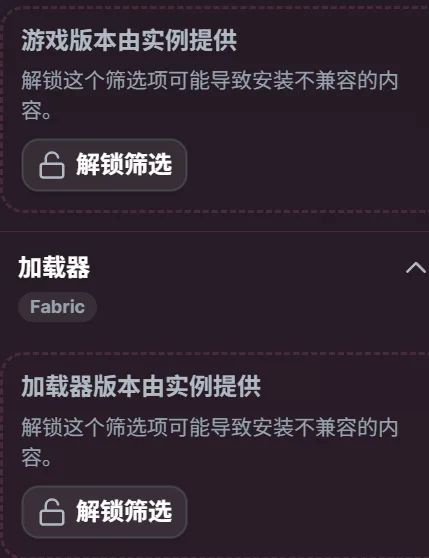 游戏版本由实例提供
解锁这个筛选项可能导致安装不兼容的内
容。
解锁筛选
加载器
Fabric
加载器版本由实例提供
解锁这个筛选项可能导致安装不兼容的内
容。
解锁筛选